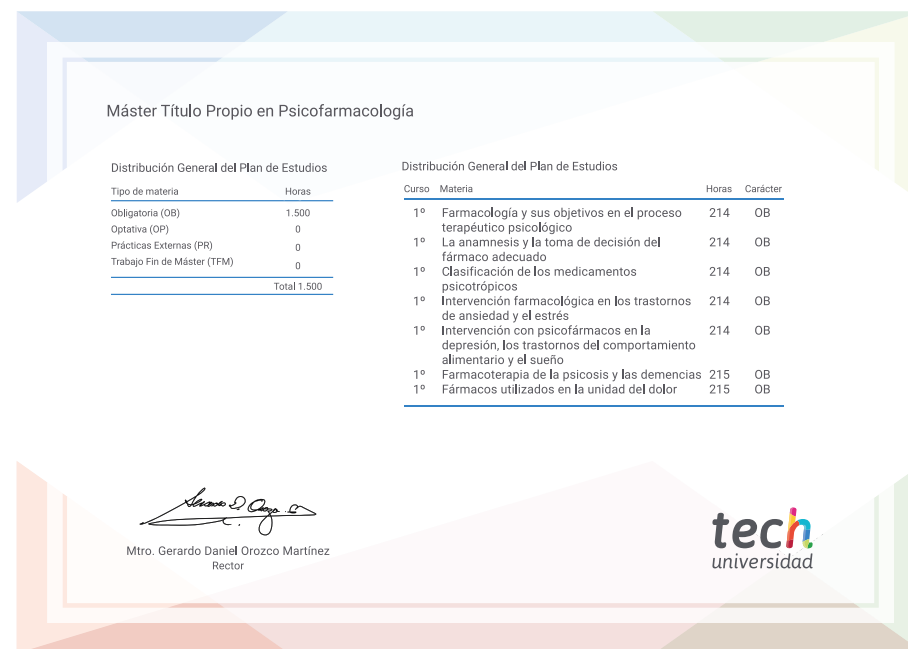 Máster Título Propio en Psicofarmacología
Distribución General del Plan de Estudios
Tipo de materia Horas
Obligatoria (OB) 1.500
Optativa (OP) 0
Prácticas Externas (PR) 0
Trabajo Fin de Máster (TFM) 0
Total 1.500
Distribución General del Plan de Estudios
Curso Materia Horas Carácter
1º Farmacología y sus objetivos en el proceso 214 OB
terapéutico psicológico
1º La anamnesis y la toma de decisión del 214 OB
fármaco adecuado
1º Clasificación de los medicamentos 214 OB
psicotrópicos
1º Intervención farmacológica en los trastornos 214 OB
de ansiedad y el estrés
1º Intervención con psicofármacos en la 214 OB
depresión, los trastornos del comportamiento
alimentario y el sueño
1º Farmacoterapia de la psicosis y las demencias 215 OB
1º Fármacos utilizados en la unidad del dolor 215 OB
Mtro. Gerardo Daniel Orozco Martínez
Rector
tech
universidad